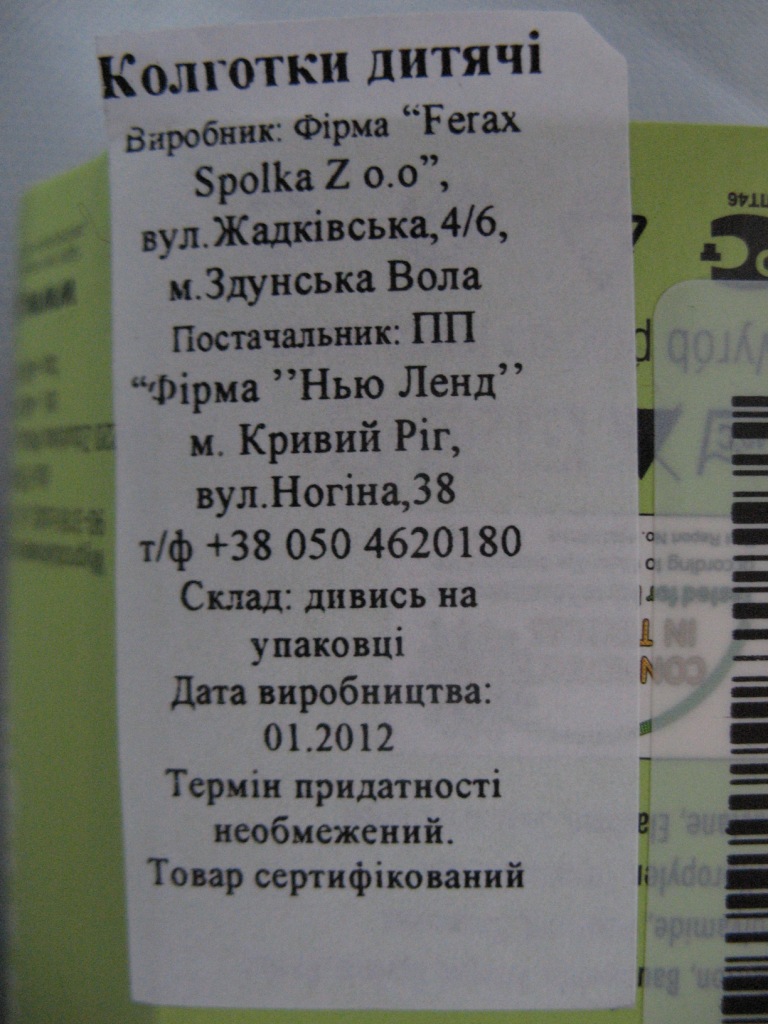 Колготки дитячі
Виробник: Фірма “Ferax
Spolka Z o.o”,
вул.Жадківська,4/6,
м.Здунська Вола
Постачальник: ПП
“Фірма ’’Нью Ленд’’
м. Кривий Ріг,
вул.Ногіна,38
т/ф +38 050 4620180
Склад: дивись на
упаковці
Дата виробництва:
01.2012
Термін придатності
необмежений.
Товар сертифікований